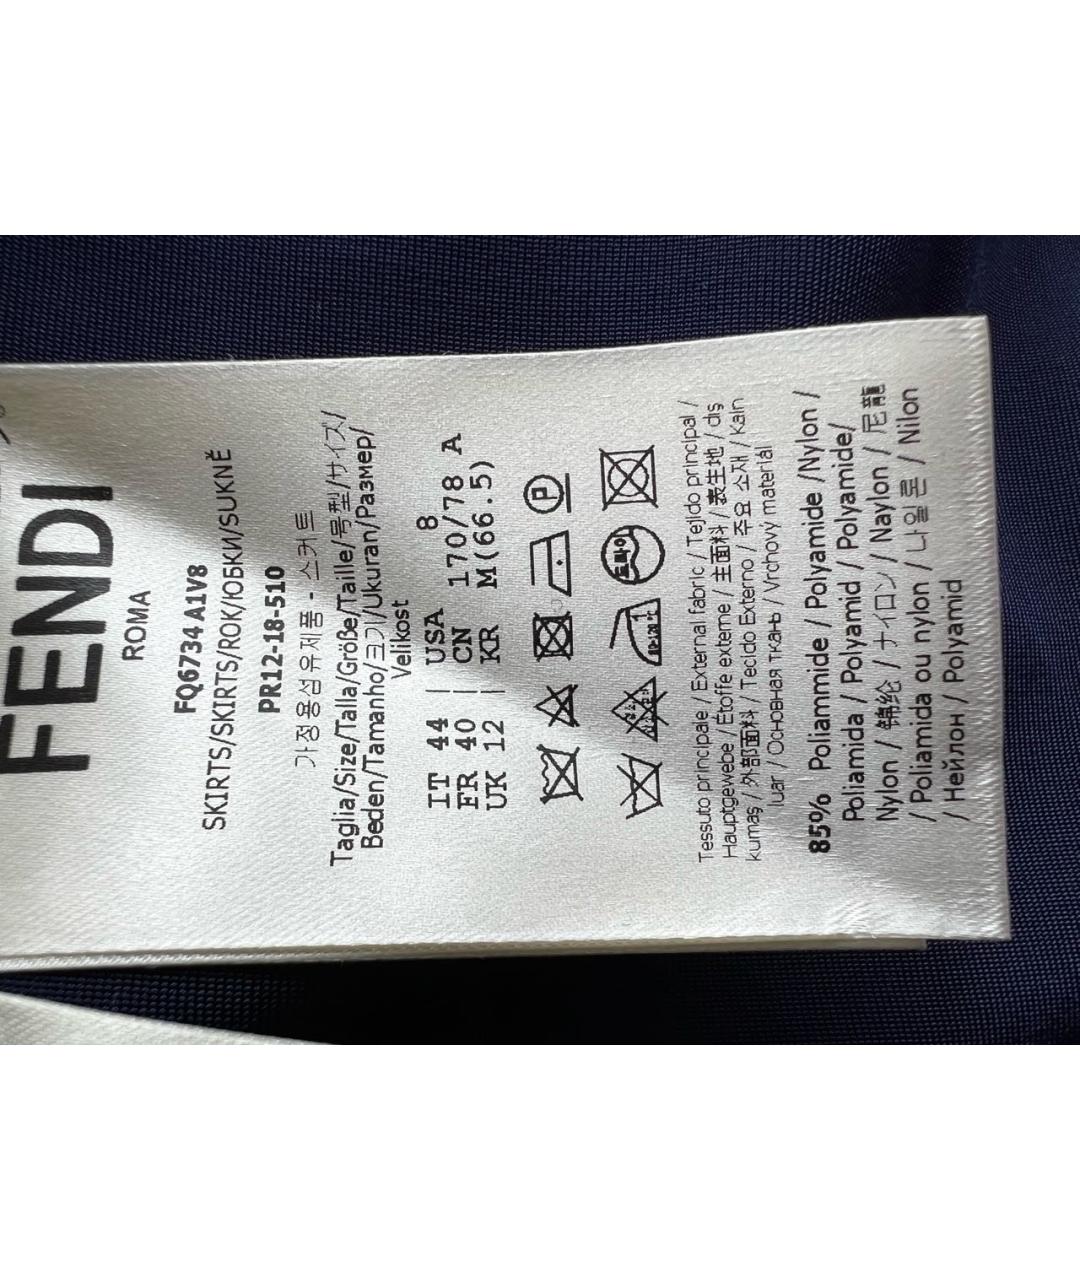 FENDI
ROMA
FQ6734 A1V8
SKIRTS/SKIRTS/ROK/ЮБКИ/SUKNĚ
PR12-18-510
가정용섬유제품 - 스커트
Taglia/Size/Talla/Größe/Taille/号型/サイズ/
Beden/Tamanho/크기/Ukuran/Размер/
Velikost
IT 44 | USA 8
FR 40 | CN 170/78 A
UK 12 | KR M(66.5)
P
드라이
Tessuto principale / External fabric / Tejido principal /
Hauptgewebe / Étoffe externe / 主面料 / 表生地 / dış
kumaş / 外部面料 / Tecido Externo / 주요 소재 / Kain
luar / Основная ткань / Vrchový materiál
85% Poliammide / Polyamide /Nylon /
Poliamida / Polyamid / Polyamide/
Nylon / 锦纶 / ナイロン / Naylon / 尼龍
/ Poliamida ou nylon / 나일론 / Nilon
/ Нейлон / Polyamid